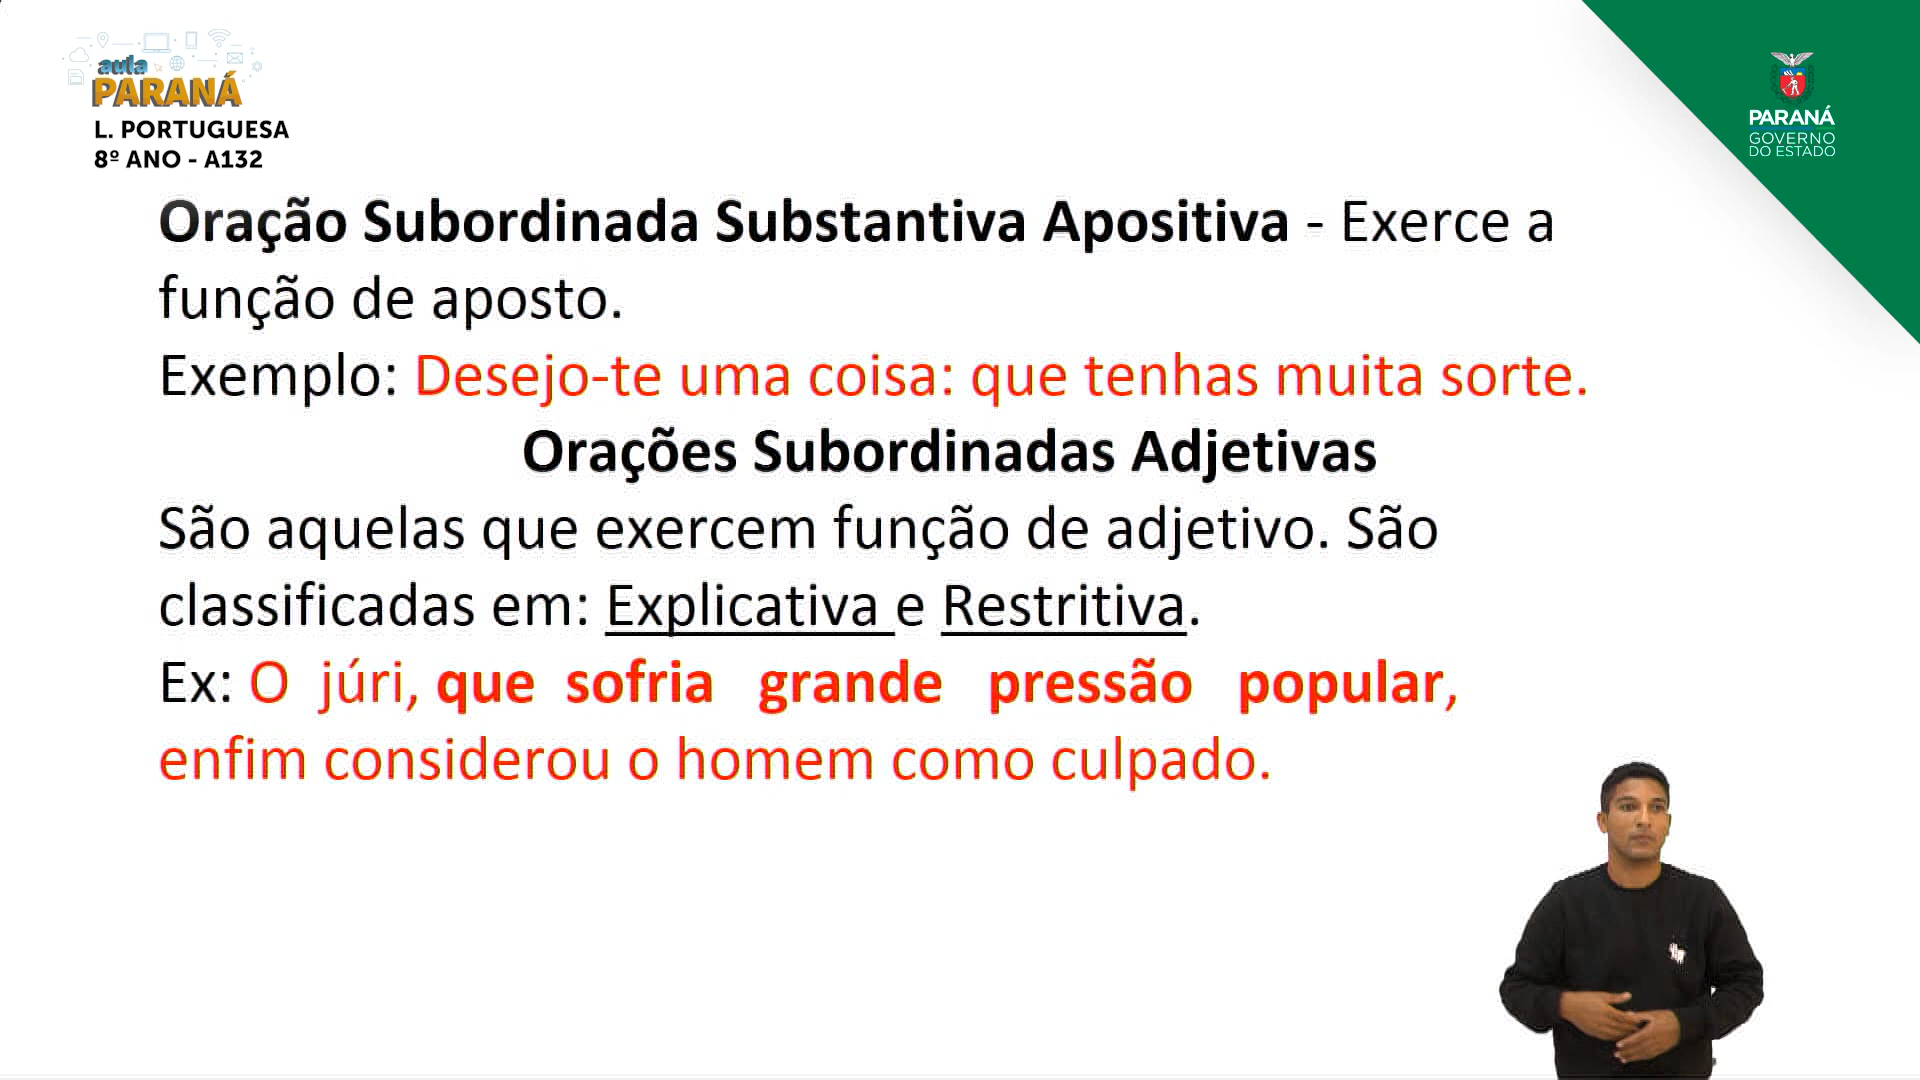 aula
PARANÁ
L. PORTUGUESA
8º ANO - A132
PARANÁ
GOVERNO
DO ESTADO
Oração Subordinada Substantiva Apositiva - Exerce a
função de aposto.
Exemplo: Desejo-te uma coisa: que tenhas muita sorte.
Orações Subordinadas Adjetivas
São aquelas que exercem função de adjetivo. São
classificadas em: Explicativa e Restritiva.
Ex: O júri, que sofria grande pressão popular,
enfim considerou o homem como culpado.